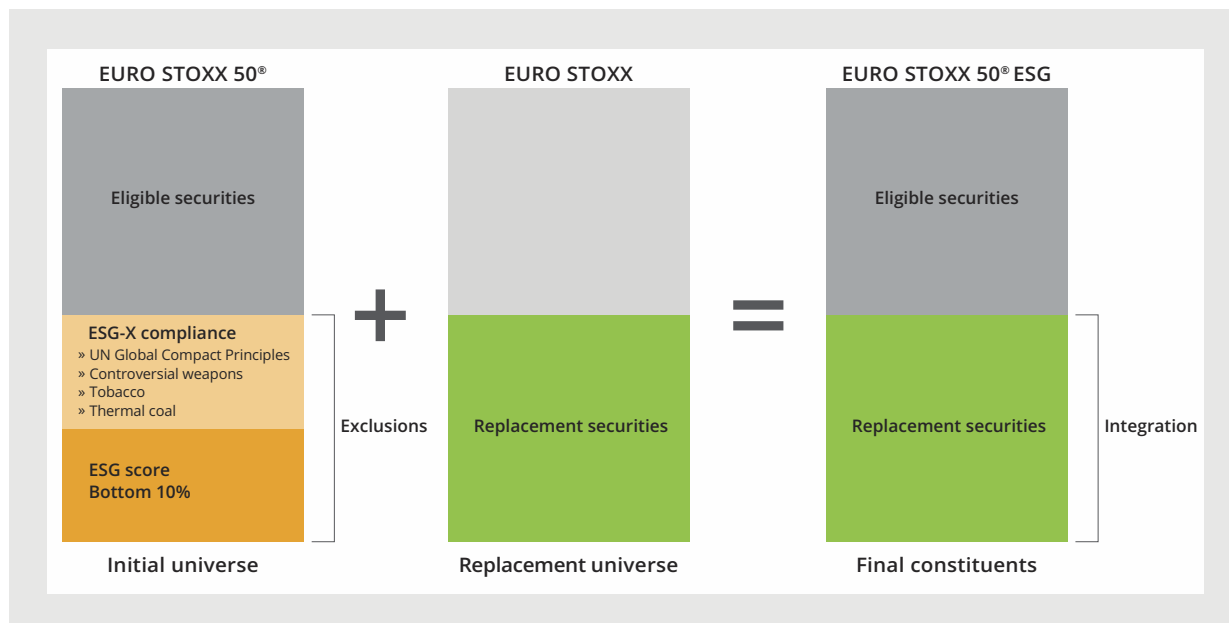 EURO STOXX 50®
EURO STOXX
EURO STOXX 50® ESG
Eligible securities
Eligible securities
ESG-X compliance
» UN Global Compact Principles
» Controversial weapons
» Tobacco
» Thermal coal
+
=
Exclusions
Replacement securities
Replacement securities
Integration
ESG score
Bottom 10%
Initial universe
Replacement universe
Final constituents